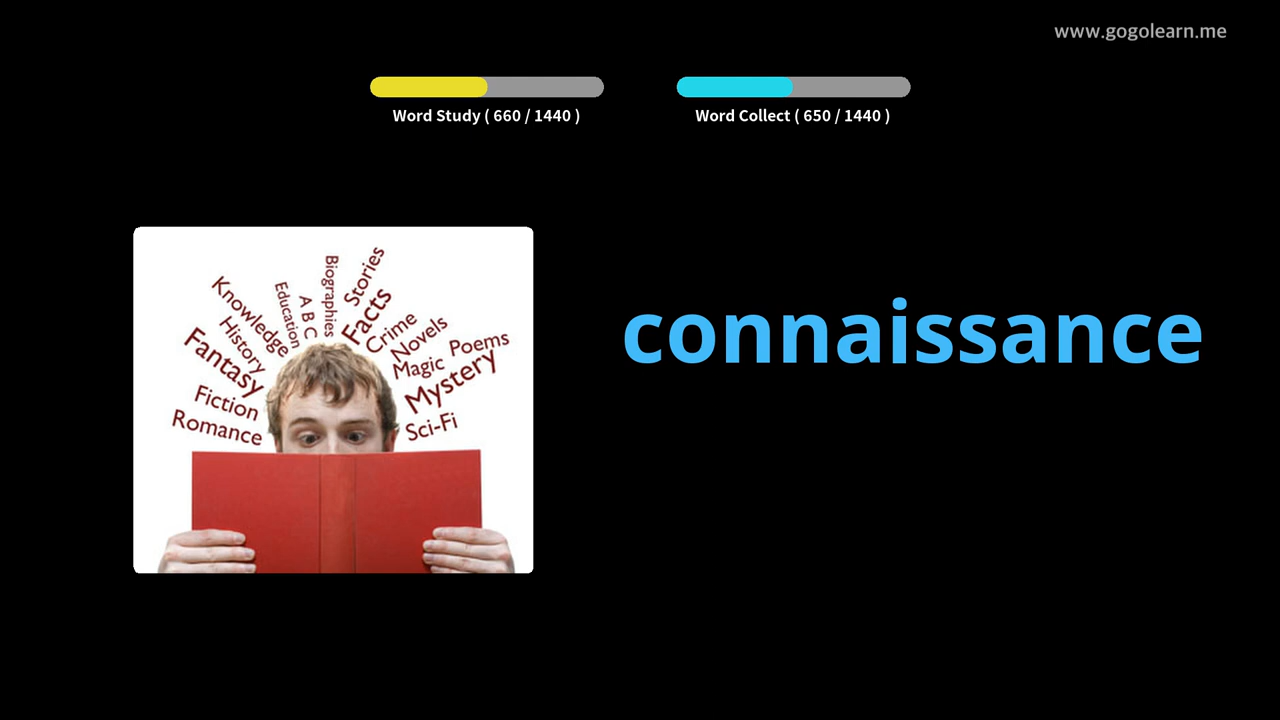 www.gogolearn.me
Word Study ( 660 / 1440 )
Word Collect ( 650 / 1440 )
connaissance
Romance
Fiction
Fantasy
History
Knowledge
Education
A B C
Biographies
Stories
Facts
Crime
Novels
Magic
Poems
Mystery
Sci-Fi